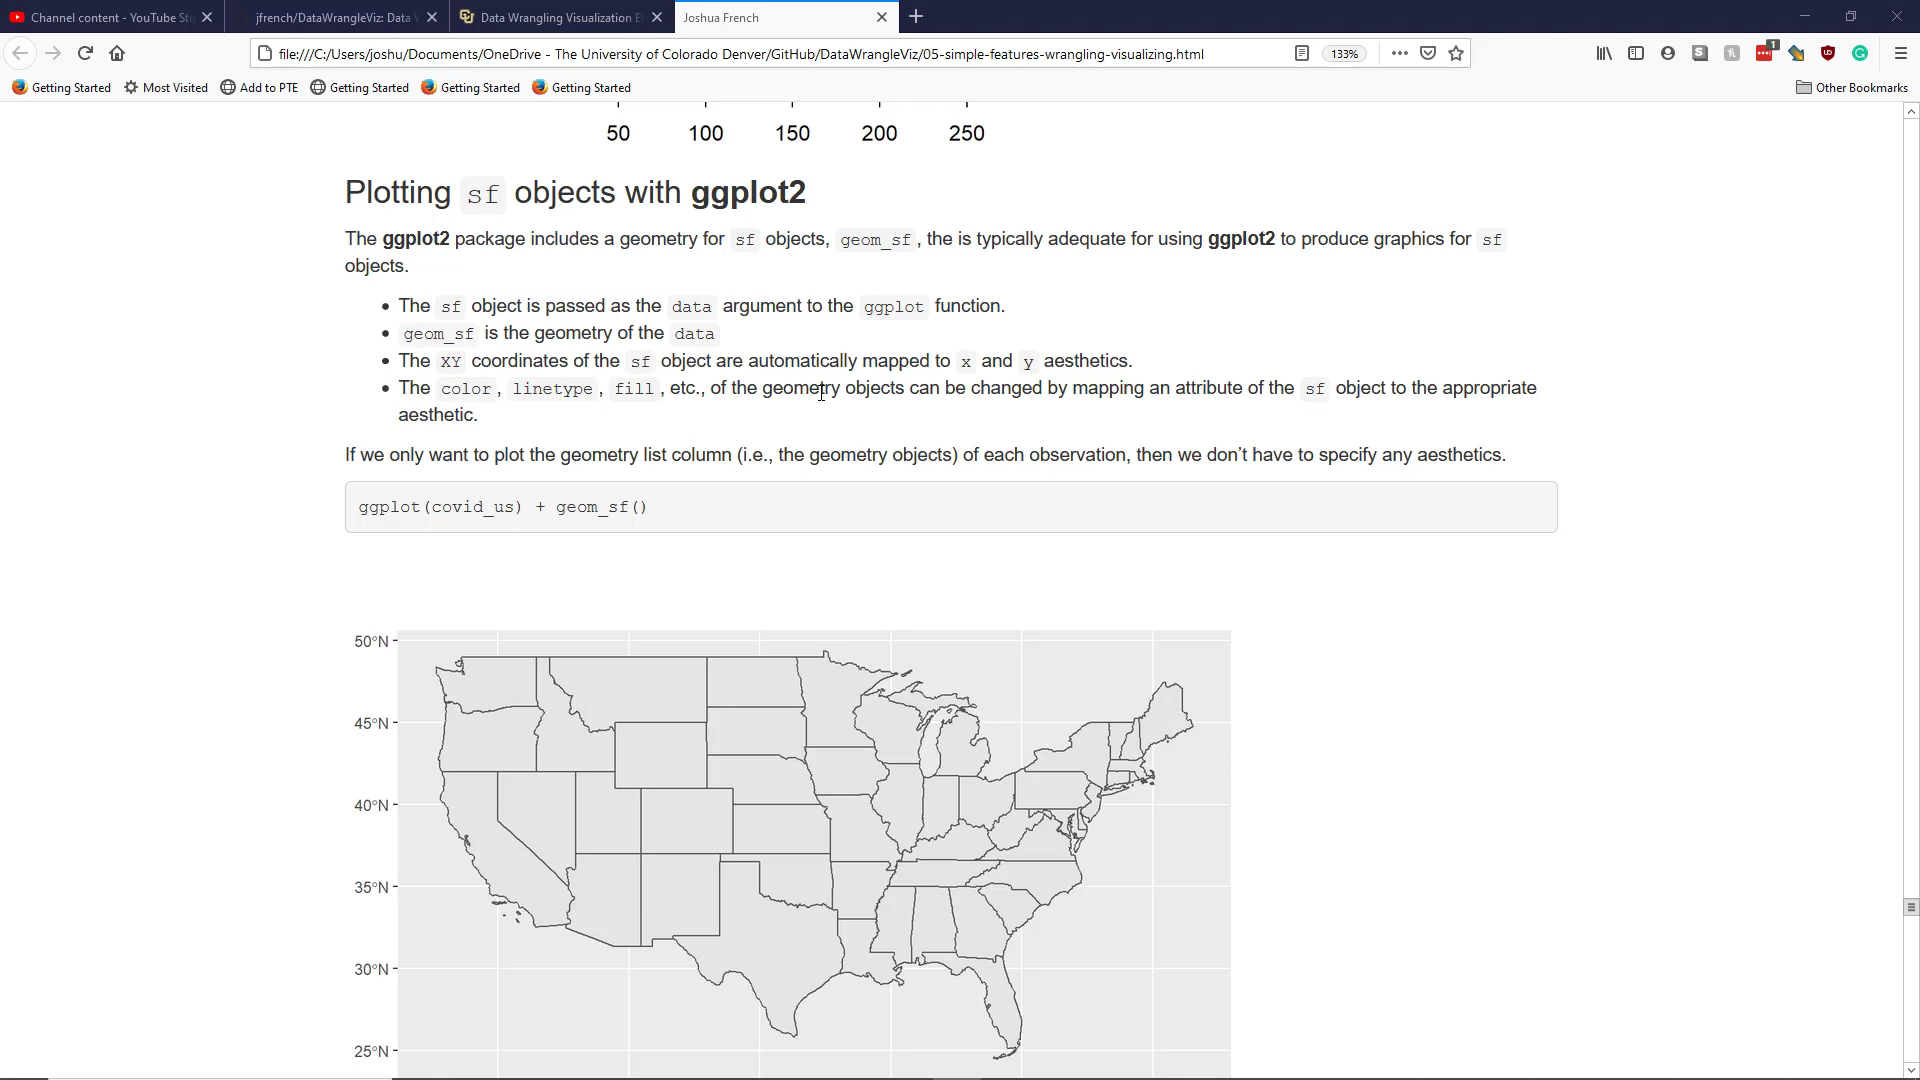 Channel content - YouTube St
jfrench/DataWrangleViz: Data
Data Wrangling Visualization E
Joshua French
file:///C:/Users/joshu/Documents/OneDrive - The University of Colorado Denver/GitHub/DataWrangleViz/05-simple-features-wrangling-visualizing.html
133%
1
Getting Started
Most Visited
Add to PTE
Getting Started
Getting Started
Getting Started
Other Bookmarks
50 100 150 200 250
Plotting sf objects with ggplot2
The ggplot2 package includes a geometry for sf objects, geom_sf, the is typically adequate for using ggplot2 to produce graphics for sf
objects.
• The sf object is passed as the data argument to the ggplot function.
• geom_sf is the geometry of the data
• The XY coordinates of the sf object are automatically mapped to x and y aesthetics.
• The color, linetype, fill, etc., of the geometry objects can be changed by mapping an attribute of the sf object to the appropriate
aesthetic.
If we only want to plot the geometry list column (i.e., the geometry objects) of each observation, then we don’t have to specify any aesthetics.
ggplot(covid_us) + geom_sf()
50°N
45°N
40°N
35°N
30°N
25°N